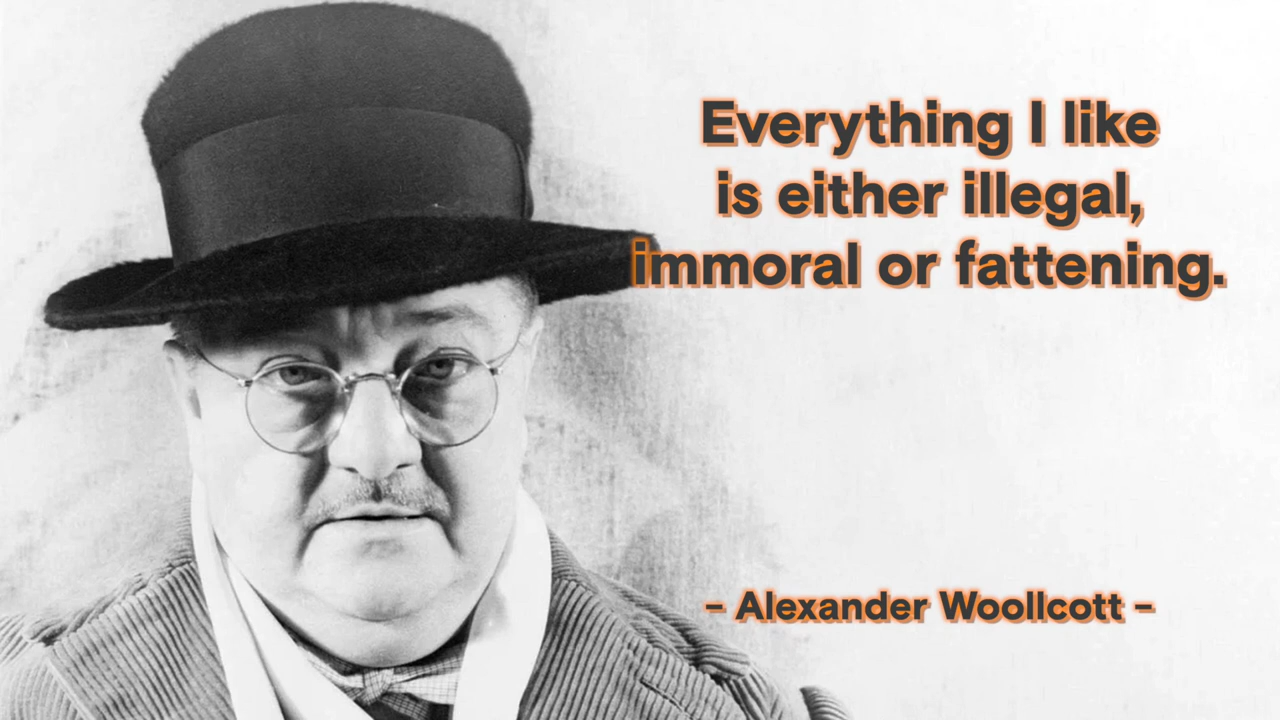 Everything I like
is either illegal,
immoral or fattening.
– Alexander Woollcott –